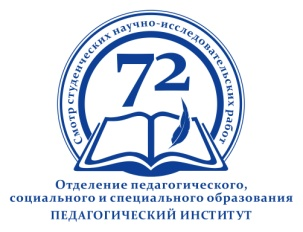 Смотр студенческих научно-исследовательских работ
72
Отделение педагогического,
социального и специального образования
ПЕДАГОГИЧЕСКИЙ ИНСТИТУТ